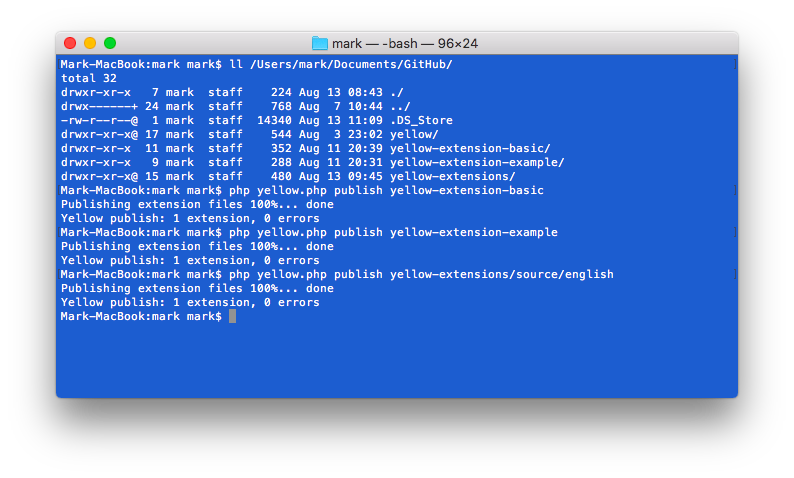 mark — -bash — 96×24
Mark-MacBook:mark mark$ ll /Users/mark/Documents/GitHub/
total 32
drwxr-xr-x   7 mark  staff    224 Aug 13 08:43 ./
drwx------+ 24 mark  staff    768 Aug  7 10:44 ../
-rw-r--r--@  1 mark  staff  14340 Aug 13 11:09 .DS_Store
drwxr-xr-x@ 17 mark  staff    544 Aug  3 23:02 yellow/
drwxr-xr-x  11 mark  staff    352 Aug 11 20:39 yellow-extension-basic/
drwxr-xr-x   9 mark  staff    288 Aug 11 20:31 yellow-extension-example/
drwxr-xr-x@ 15 mark  staff    480 Aug 13 09:45 yellow-extensions/
Mark-MacBook:mark mark$ php yellow.php publish yellow-extension-basic
Publishing extension files 100%... done
Yellow publish: 1 extension, 0 errors
Mark-MacBook:mark mark$ php yellow.php publish yellow-extension-example
Publishing extension files 100%... done
Yellow publish: 1 extension, 0 errors
Mark-MacBook:mark mark$ php yellow.php publish yellow-extensions/source/english
Publishing extension files 100%... done
Yellow publish: 1 extension, 0 errors
Mark-MacBook:mark mark$